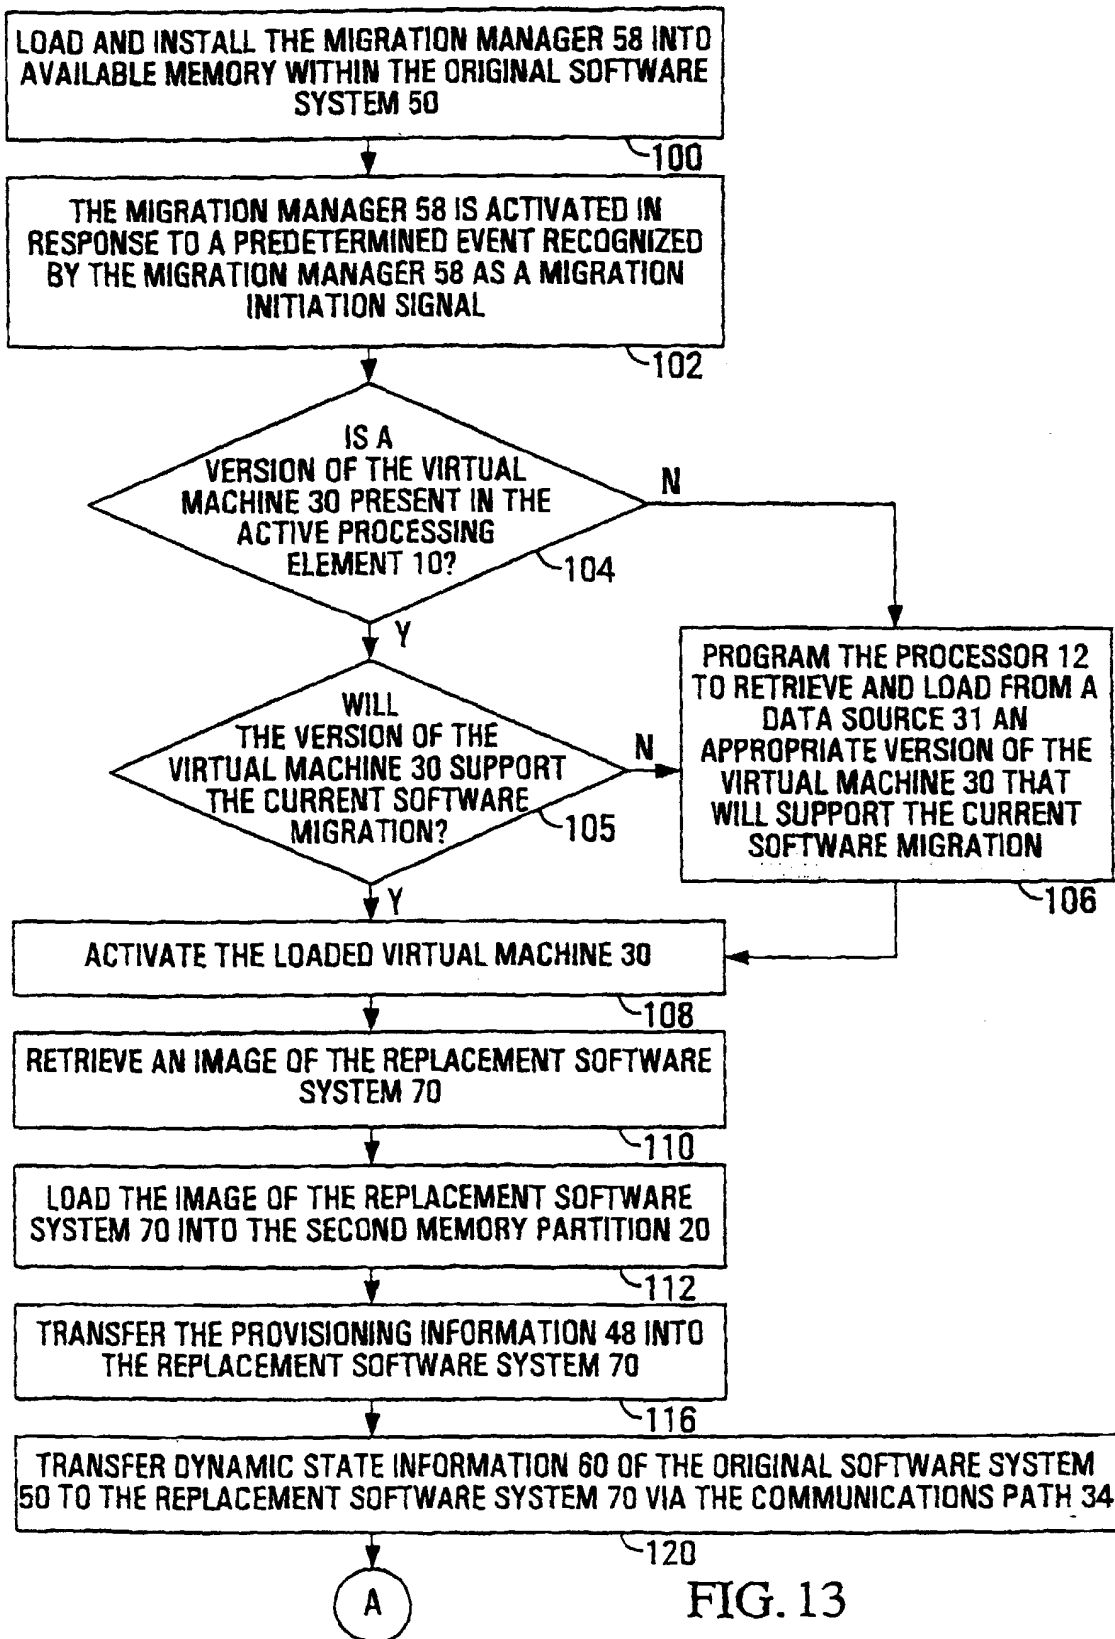 LOAD AND INSTALL THE MIGRATION MANAGER 58 INTO
AVAILABLE MEMORY WITHIN THE ORIGINAL SOFTWARE
SYSTEM 50
100
THE MIGRATION MANAGER 58 IS ACTIVATED IN
RESPONSE TO A PREDETERMINED EVENT RECOGNIZED
BY THE MIGRATION MANAGER 58 AS A MIGRATION
INITIATION SIGNAL
102
IS A
VERSION OF THE VIRTUAL
MACHINE 30 PRESENT IN THE
ACTIVE PROCESSING
ELEMENT 10?
104
N
Y
WILL
THE VERSION OF THE
VIRTUAL MACHINE 30 SUPPORT
THE CURRENT SOFTWARE
MIGRATION?
105
N
Y
PROGRAM THE PROCESSOR 12
TO RETRIEVE AND LOAD FROM A
DATA SOURCE 31 AN
APPROPRIATE VERSION OF THE
VIRTUAL MACHINE 30 THAT
WILL SUPPORT THE CURRENT
SOFTWARE MIGRATION
106
ACTIVATE THE LOADED VIRTUAL MACHINE 30
108
RETRIEVE AN IMAGE OF THE REPLACEMENT SOFTWARE
SYSTEM 70
110
LOAD THE IMAGE OF THE REPLACEMENT SOFTWARE
SYSTEM 70 INTO THE SECOND MEMORY PARTITION 20
112
TRANSFER THE PROVISIONING INFORMATION 48 INTO
THE REPLACEMENT SOFTWARE SYSTEM 70
116
TRANSFER DYNAMIC STATE INFORMATION 60 OF THE ORIGINAL SOFTWARE SYSTEM
50 TO THE REPLACEMENT SOFTWARE SYSTEM 70 VIA THE COMMUNICATIONS PATH 34
120
A
FIG. 13